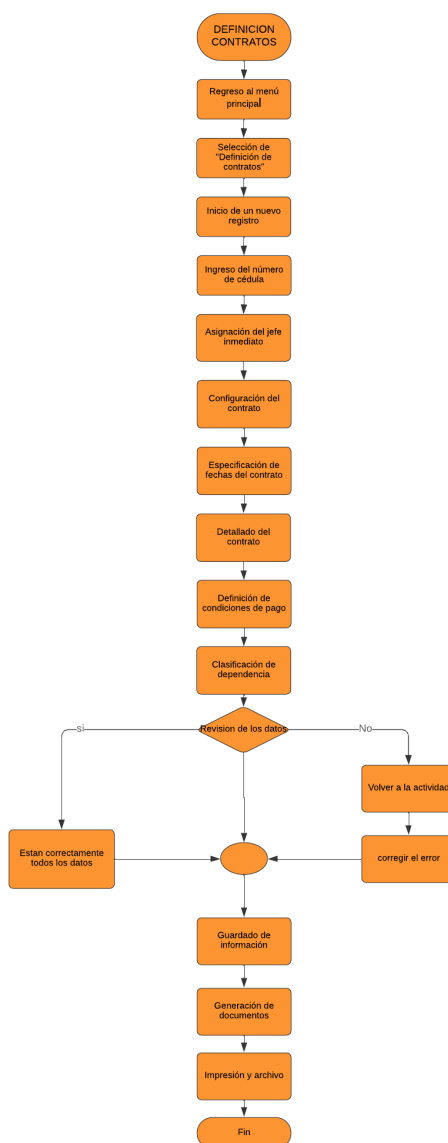 DEFINICION
CONTRATOS
Regreso al menú
principal
Selección de
"Definición de
contratos"
Inicio de un nuevo
registro
Ingreso del número
de cédula
Asignación del jefe
inmediato
Configuración del
contrato
Especificación de
fechas del contrato
Detallado del
contrato
Definición de
condiciones de pago
Clasificación de
dependencia
si
Revision de los datos
No
Volver a la actividad
Estan correctamente
todos los datos
corregir el error
Guardado de
información
Generación de
documentos
Impresión y archivo
Fin